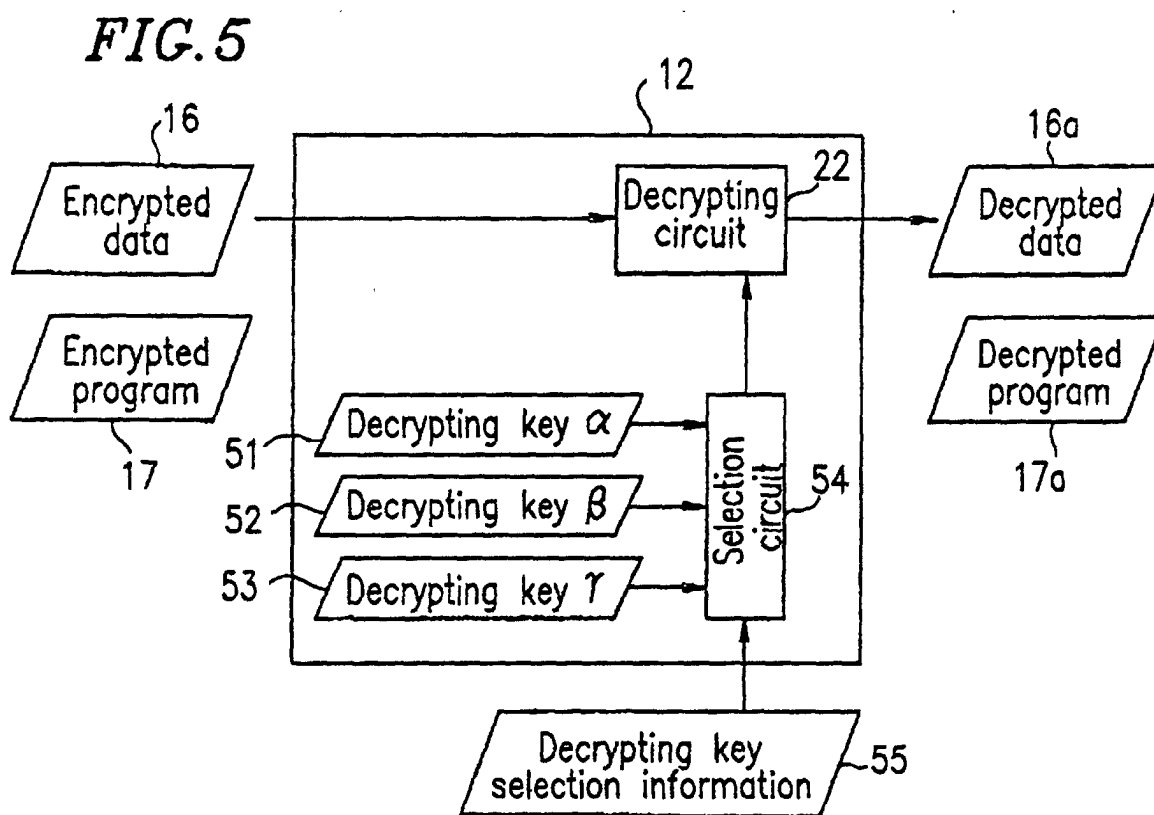 FIG.5
12
16
Encrypted
data
22
Decrypting
circuit
16a
Decrypted
data
Encrypted
program
17
Decrypted
program
17a
51
Decrypting key α
52
Decrypting key β
53
Decrypting key γ
Selection
circuit
54
Decrypting key
selection information
55